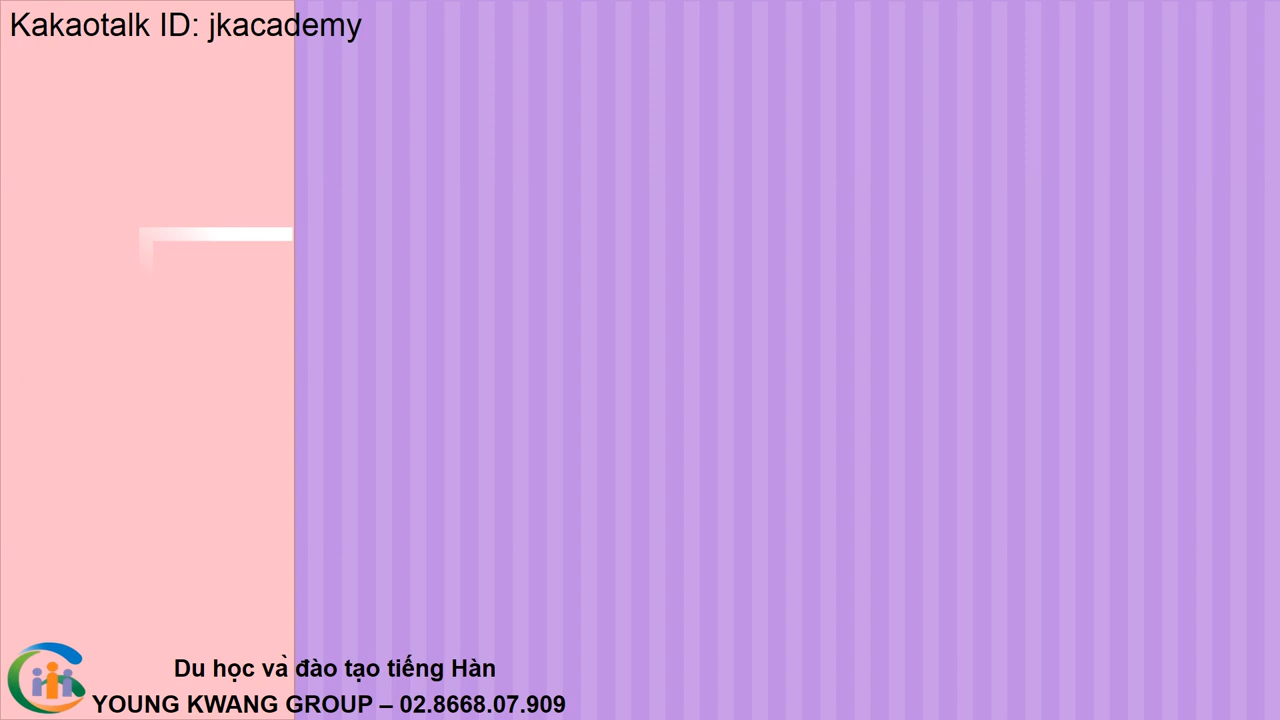 Kakaotalk ID: jkacademy
Du học và đào tạo tiếng Hàn
YOUNG KWANG GROUP – 02.8668.07.909